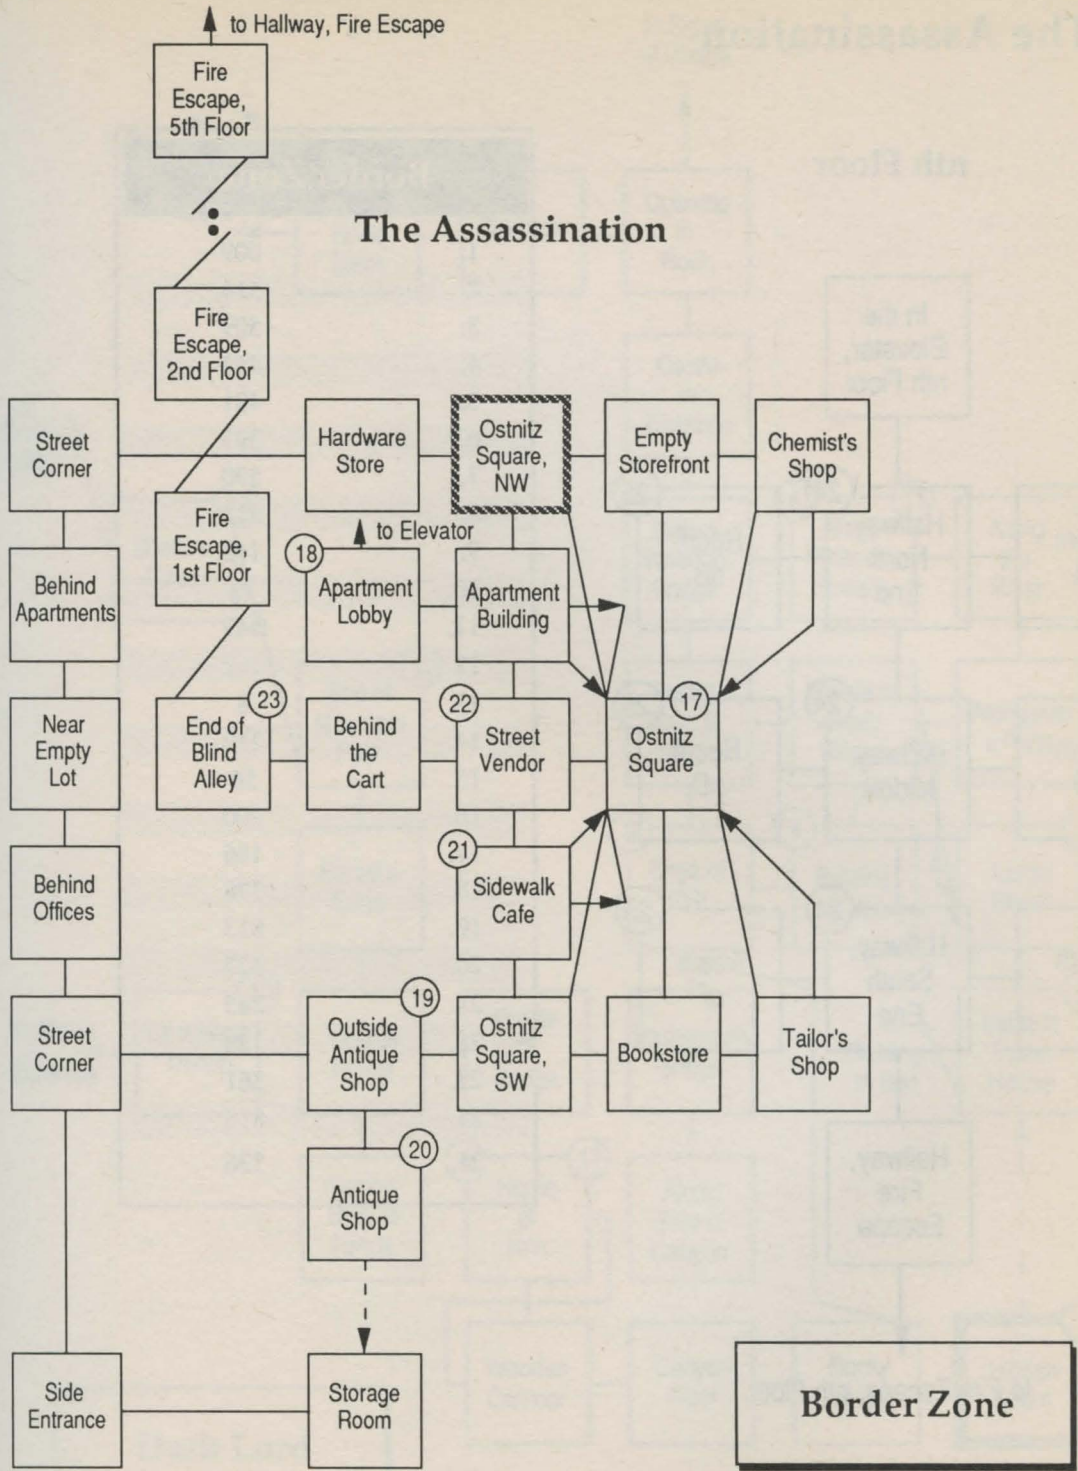 to Hallway, Fire Escape
Fire
Escape,
5th Floor
The Assassination
Fire
Escape,
2nd Floor
Street
Corner
Hardware
Store
Ostnitz
Square,
NW
Empty
Storefront
Chemist's
Shop
Fire
Escape,
1st Floor
to Elevator
18
Behind
Apartments
Apartment
Lobby
Apartment
Building
23
22
17
Near
Empty
Lot
End of
Blind
Alley
Behind
the
Cart
Street
Vendor
Ostnitz
Square
21
Behind
Offices
Sidewalk
Cafe
19
Street
Corner
Outside
Antique
Shop
Ostnitz
Square,
SW
Bookstore
Tailor's
Shop
20
Antique
Shop
Side
Entrance
Storage
Room
Border Zone